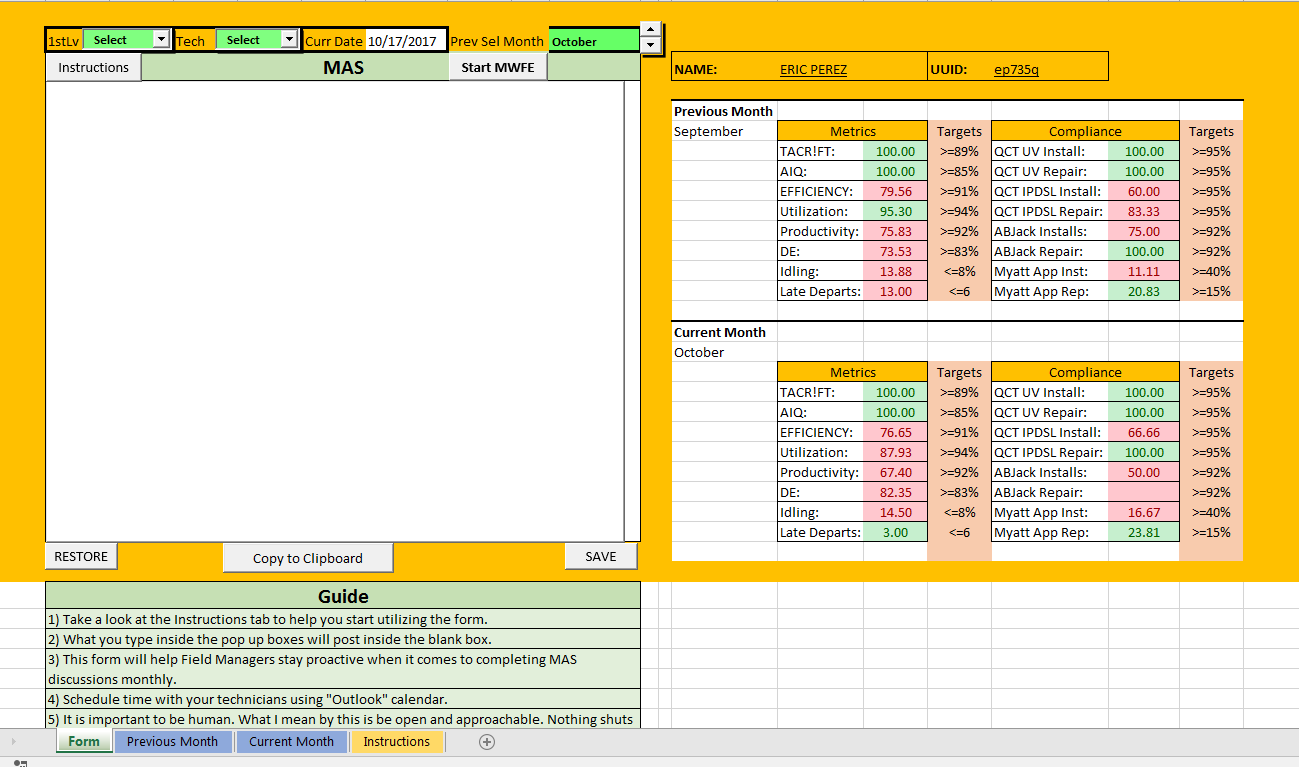 1stLv Select Tech Select Curr Date 10/17/2017 Prev Sel Month October
Instructions MAS Start MWFE
NAME: ERIC PEREZ UUID: ep735q
Previous Month
September Metrics Targets Compliance Targets
TACR!FT: 100.00 >=89% QCT UV Install: 100.00 >=95%
AIQ: 100.00 >=85% QCT UV Repair: 100.00 >=95%
EFFICIENCY: 79.56 >=91% QCT IPDSL Install: 60.00 >=95%
Utilization: 95.30 >=94% QCT IPDSL Repair: 83.33 >=95%
Productivity: 75.83 >=92% ABJack Installs: 75.00 >=92%
DE: 73.53 >=83% ABJack Repair: 100.00 >=92%
Idling: 13.88 <=8% Myatt App Inst: 11.11 >=40%
Late Departs: 13.00 <=6 Myatt App Rep: 20.83 >=15%
Current Month
October
Metrics Targets Compliance Targets
TACR!FT: 100.00 >=89% QCT UV Install: 100.00 >=95%
AIQ: 100.00 >=85% QCT UV Repair: 100.00 >=95%
EFFICIENCY: 76.65 >=91% QCT IPDSL Install: 66.66 >=95%
Utilization: 87.93 >=94% QCT IPDSL Repair: 100.00 >=95%
Productivity: 67.40 >=92% ABJack Installs: 50.00 >=92%
DE: 82.35 >=83% ABJack Repair: >=92%
Idling: 14.50 <=8% Myatt App Inst: 16.67 >=40%
Late Departs: 3.00 <=6 Myatt App Rep: 23.81 >=15%
RESTORE Copy to Clipboard SAVE
Guide
1) Take a look at the Instructions tab to help you start utilizing the form.
2) What you type inside the pop up boxes will post inside the blank box.
3) This form will help Field Managers stay proactive when it comes to completing MAS
discussions monthly.
4) Schedule time with your technicians using "Outlook" calendar.
5) It is important to be human. What I mean by this is be open and approachable. Nothing shuts
Form Previous Month Current Month Instructions